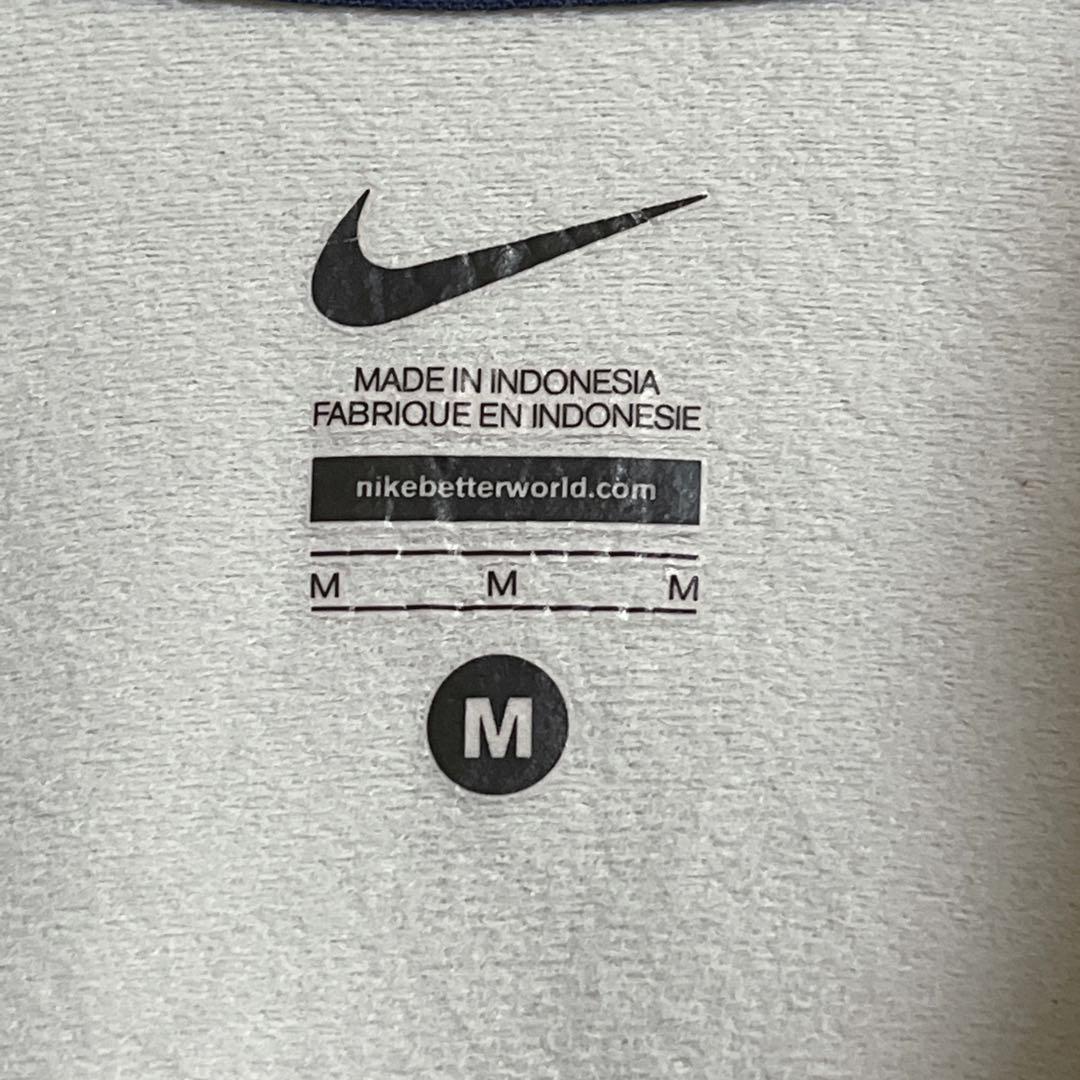 MADE IN INDONESIA
FABRIQUE EN INDONESIE
nikebetterworld.com
M M M
M